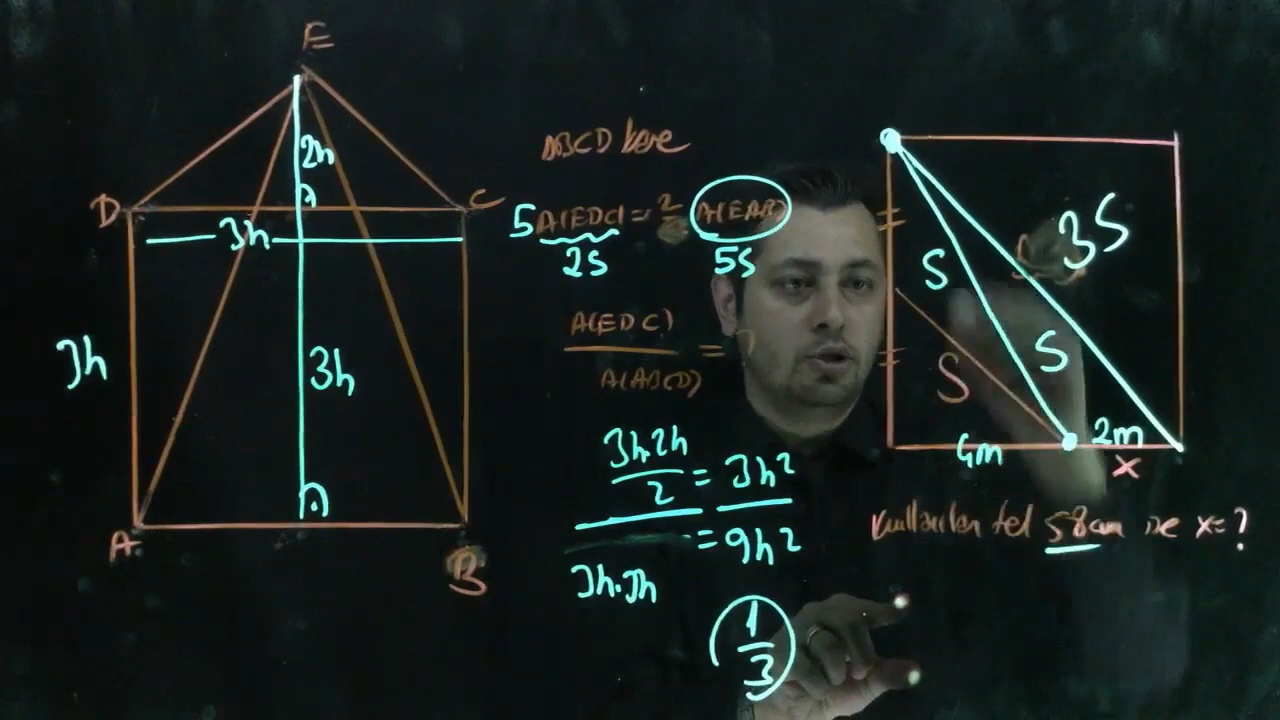 E
2h
D
C
3h
3h
3h
A
B
ABCD kare
5 A(EDC) = 2 A(EAB)
2S
5S
A(EDC)
A(ABCD)
=
3h.2h
2
= 3h²
= 9h²
3h.3h
1
3
S
3S
S
S
4m
2m
x
Kullanılan tel 58cm ise x=?